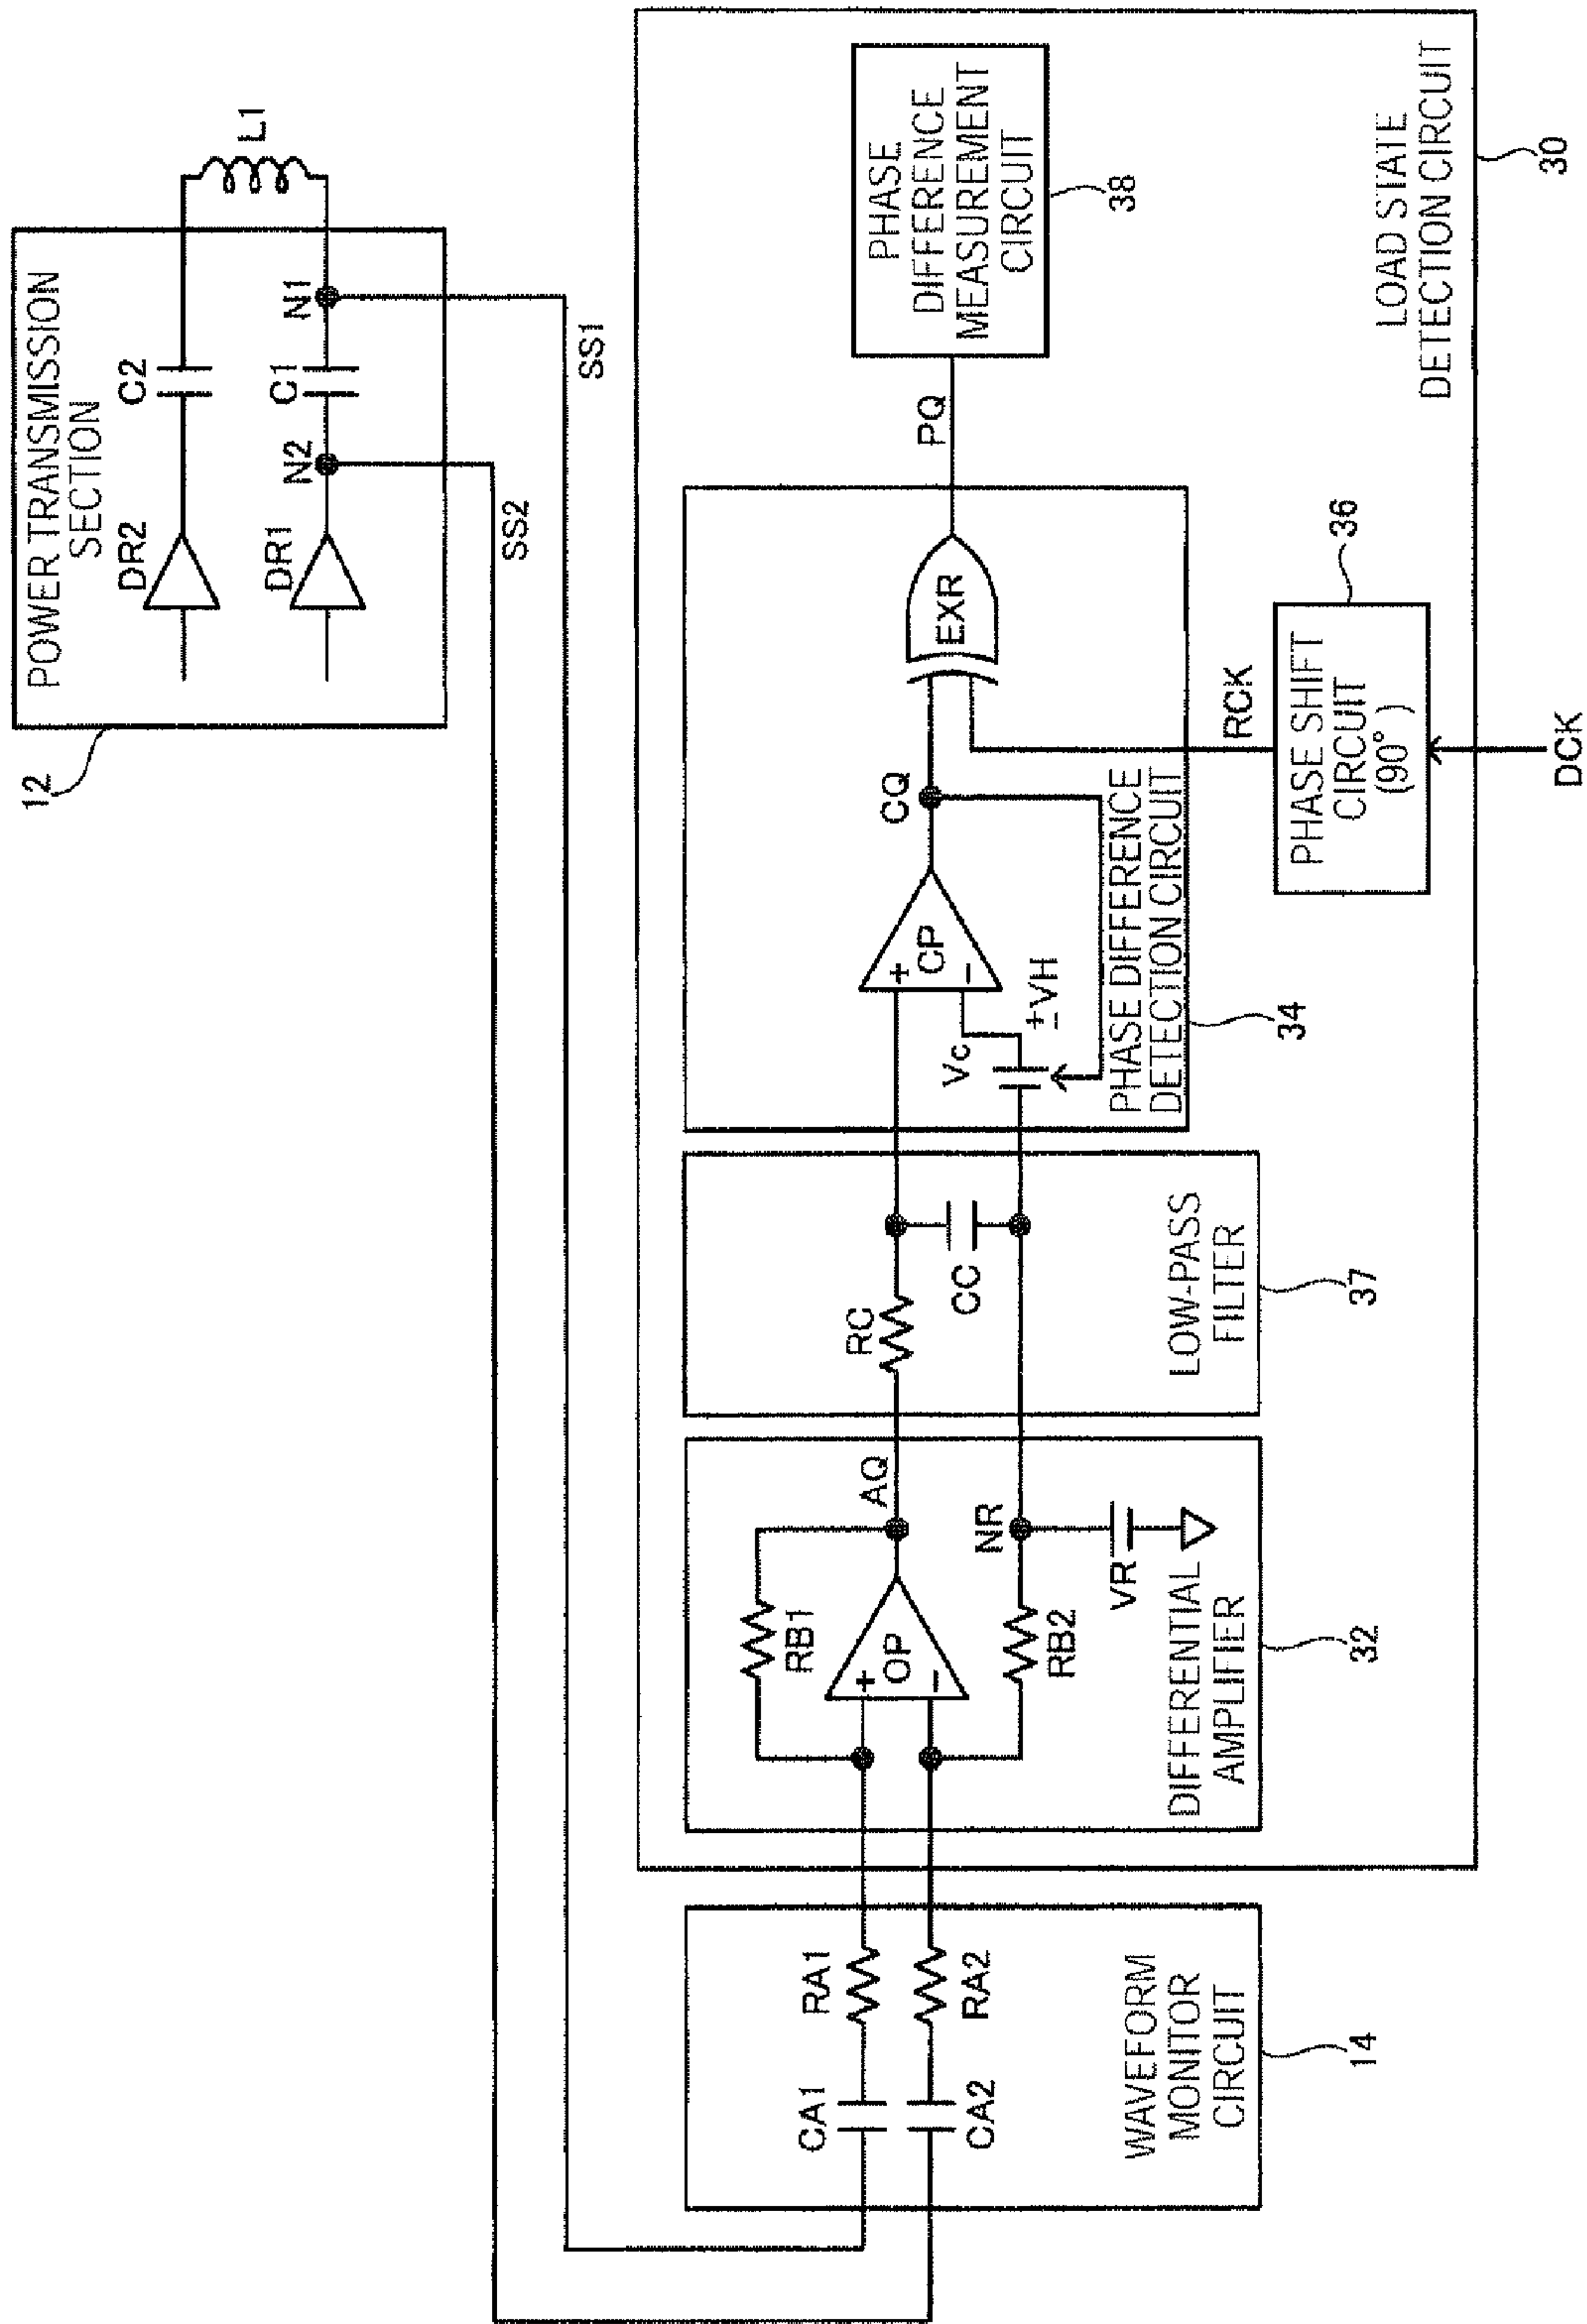 12
POWER TRANSMISSION
SECTION
DR2
C2
DR1
N2
C1
N1
L1
SS2
SS1
CA1
RA1
CA2
RA2
WAVEFORM
MONITOR
CIRCUIT
14
RB1
+
OP
−
AQ
NR
RB2
VR
DIFFERENTIAL
AMPLIFIER
32
RC
CC
LOW-PASS
FILTER
37
+
CP
−
Vc
±VH
CQ
EXR
PHASE DIFFERENCE
DETECTION CIRCUIT
34
PQ
PHASE
DIFFERENCE
MEASUREMENT
CIRCUIT
38
RCK
PHASE SHIFT
CIRCUIT
(90°)
36
DCK
LOAD STATE
DETECTION CIRCUIT
30